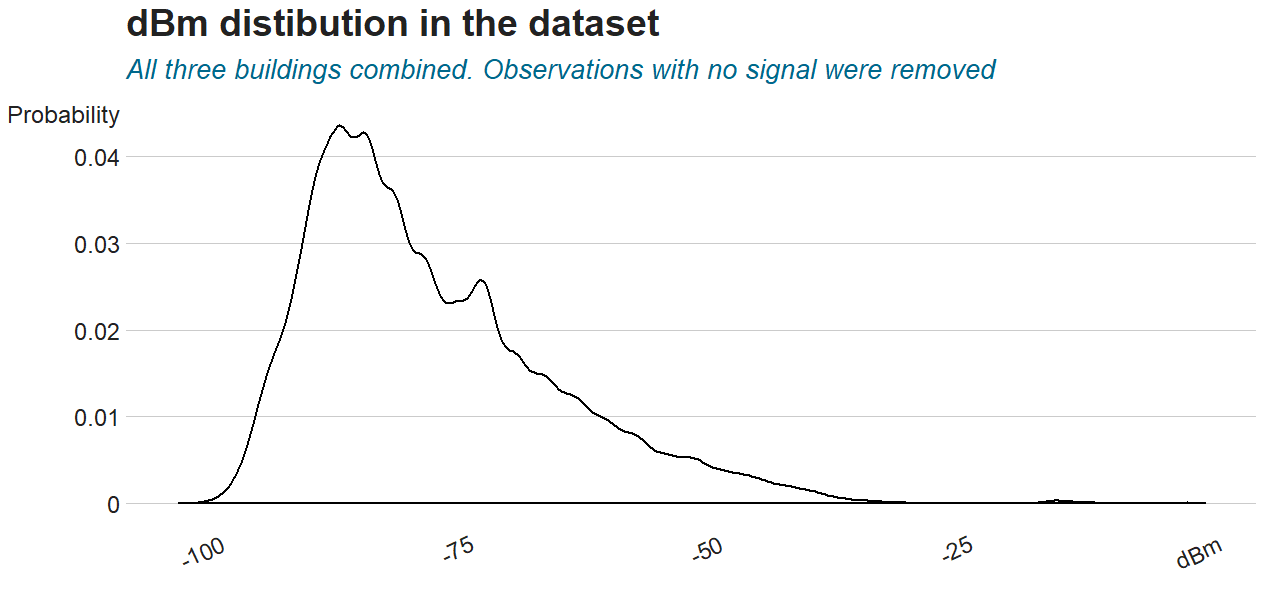 dBm distibution in the dataset
All three buildings combined. Observations with no signal were removed
Probability
0.04
0.03
0.02
0.01
0
-100
-75
-50
-25
dBm